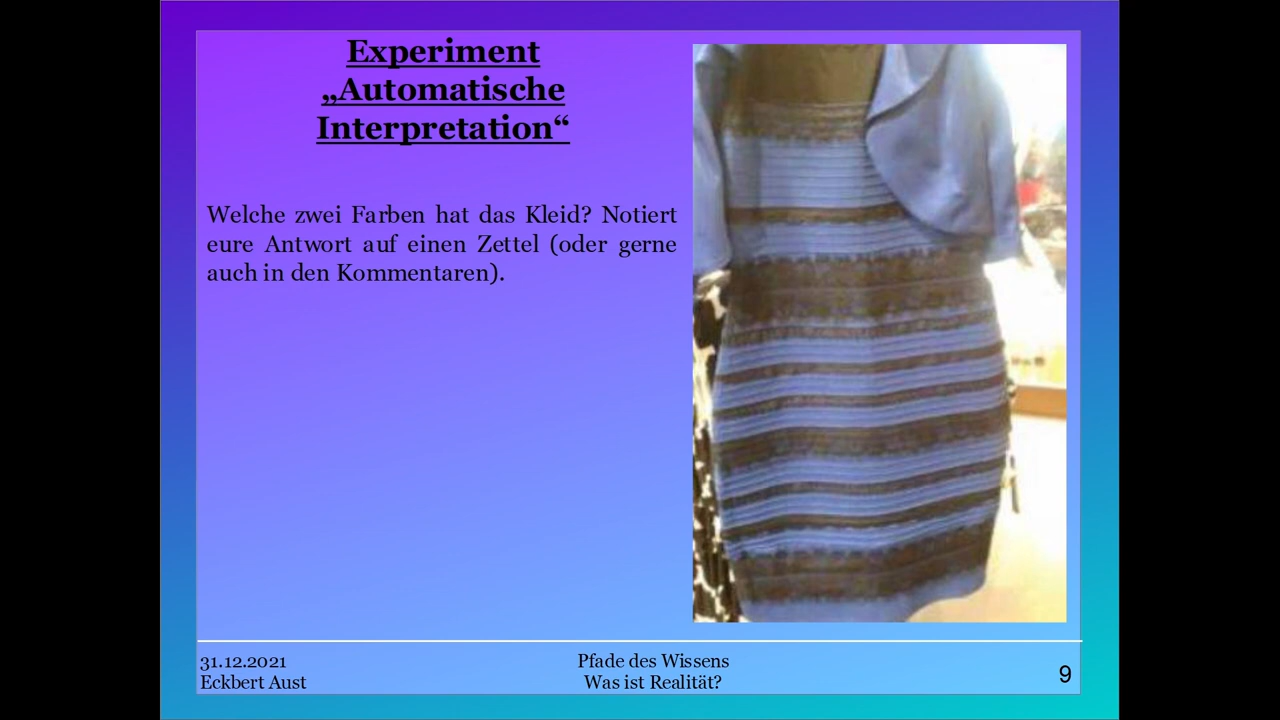 Experiment
„Automatische
Interpretation“
Welche zwei Farben hat das Kleid? Notiert
eure Antwort auf einen Zettel (oder gerne
auch in den Kommentaren).
31.12.2021
Eckbert Aust
Pfade des Wissens
Was ist Realität?
9